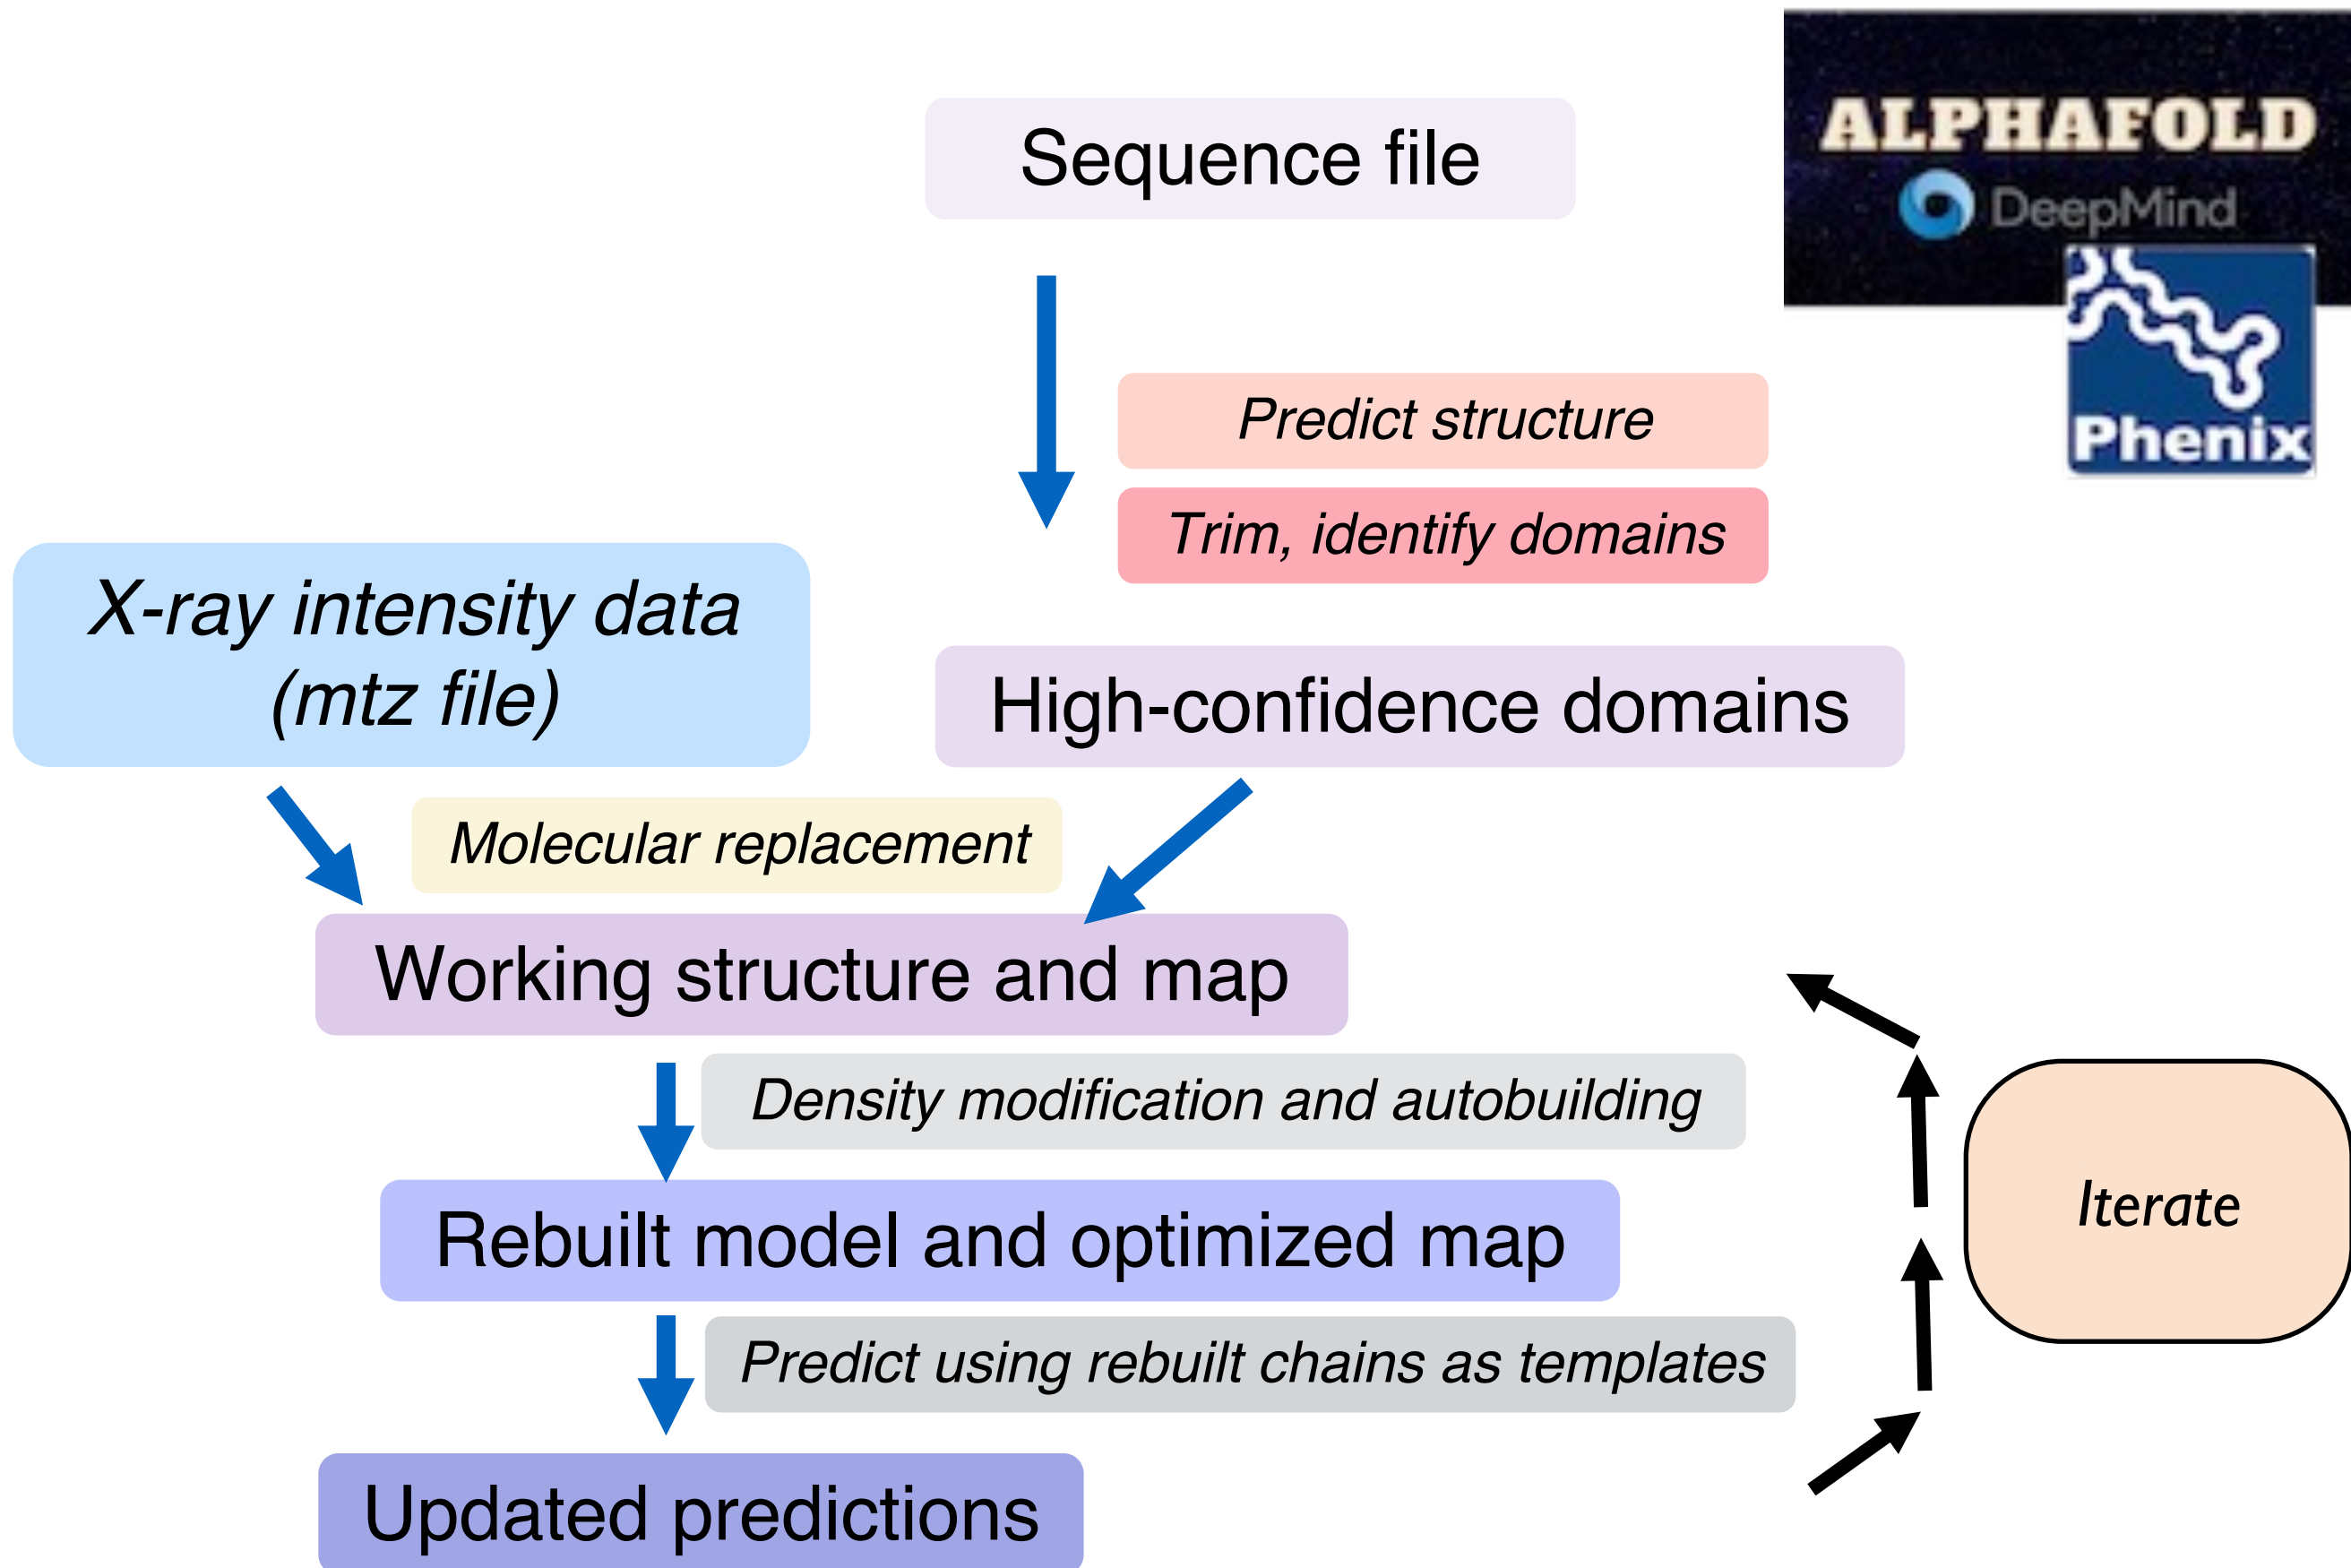 Sequence file
ALPHAFOLD
DeepMind
Phenix
Predict structure
Trim, identify domains
X-ray intensity data
(mtz file)
High-confidence domains
Molecular replacement
Working structure and map
Density modification and autobuilding
Rebuilt model and optimized map
Iterate
Predict using rebuilt chains as templates
Updated predictions